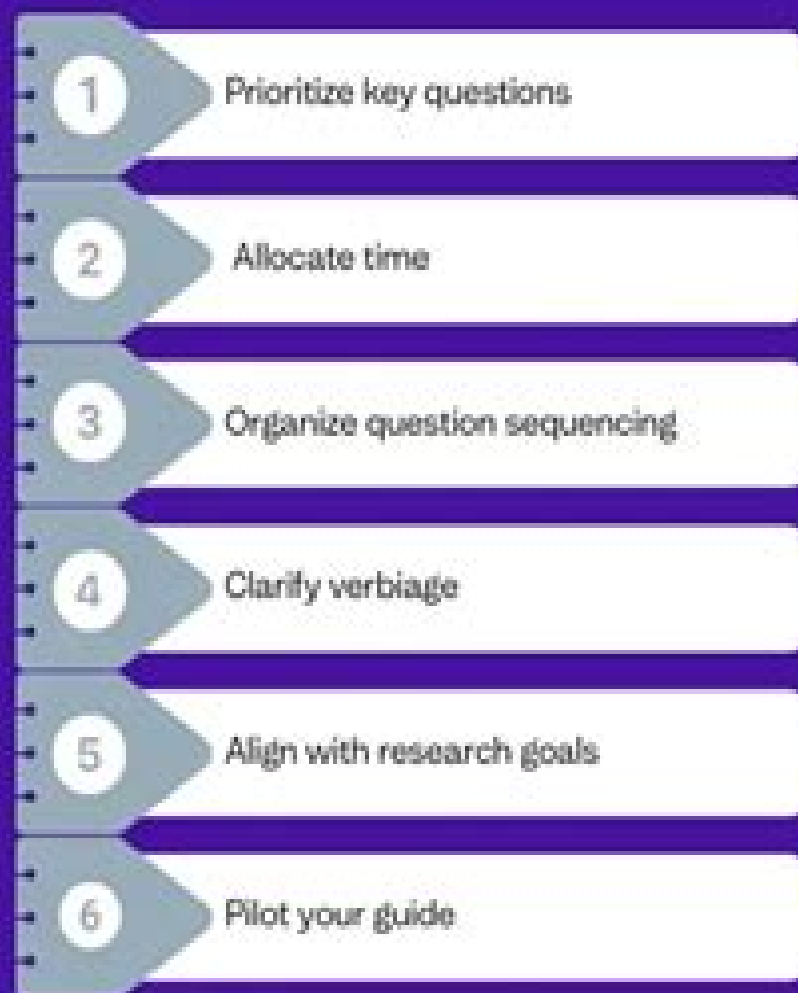 1 Prioritize key questions
2 Allocate time
3 Organize question sequencing
4 Clarify verbiage
5 Align with research goals
6 Pilot your guide